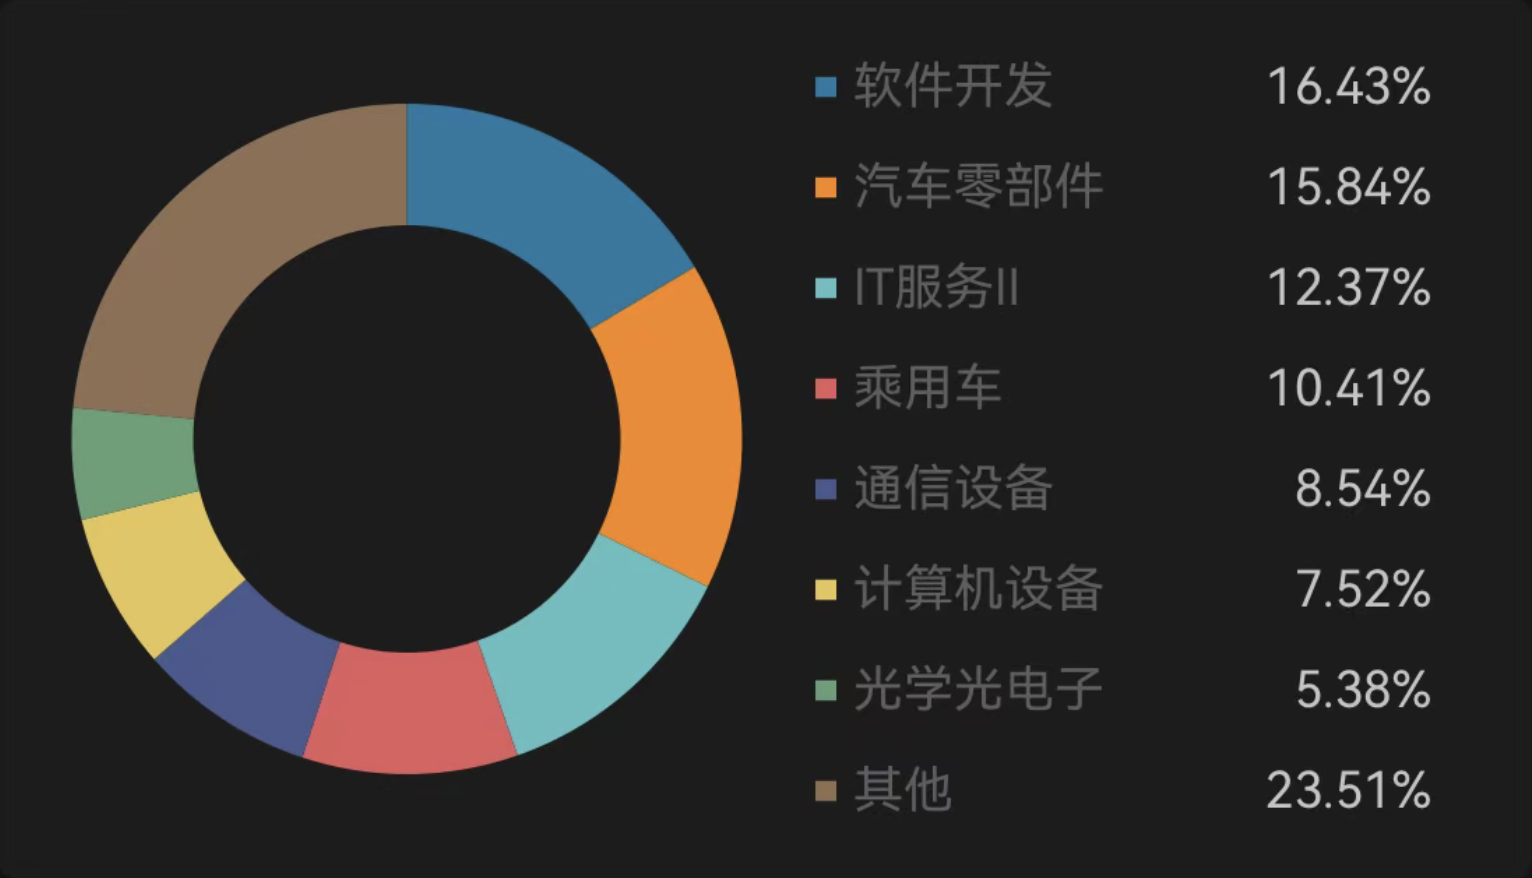 软件开发 16.43%
汽车零部件 15.84%
IT服务II 12.37%
乘用车 10.41%
通信设备 8.54%
计算机设备 7.52%
光学光电子 5.38%
其他 23.51%